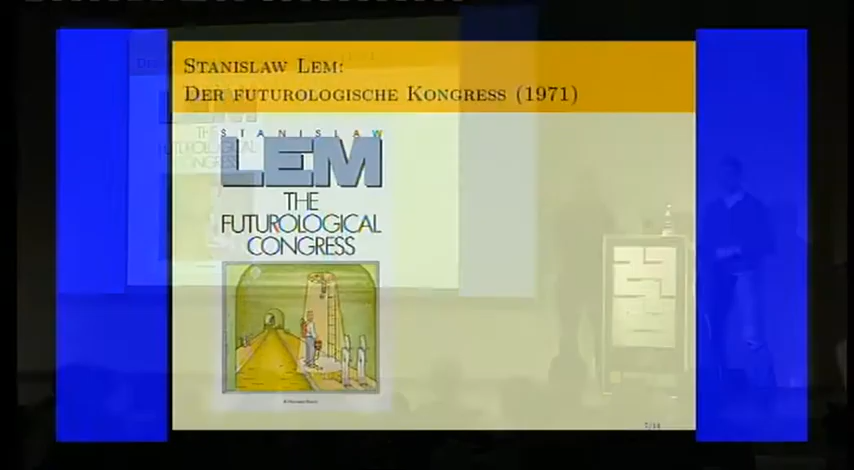 STANISLAW LEM:
DER FUTUROLOGISCHE KONGRESS (1971)
STANISLAW
LEM
THE
FUTUROLOGICAL
CONGRESS
7/14